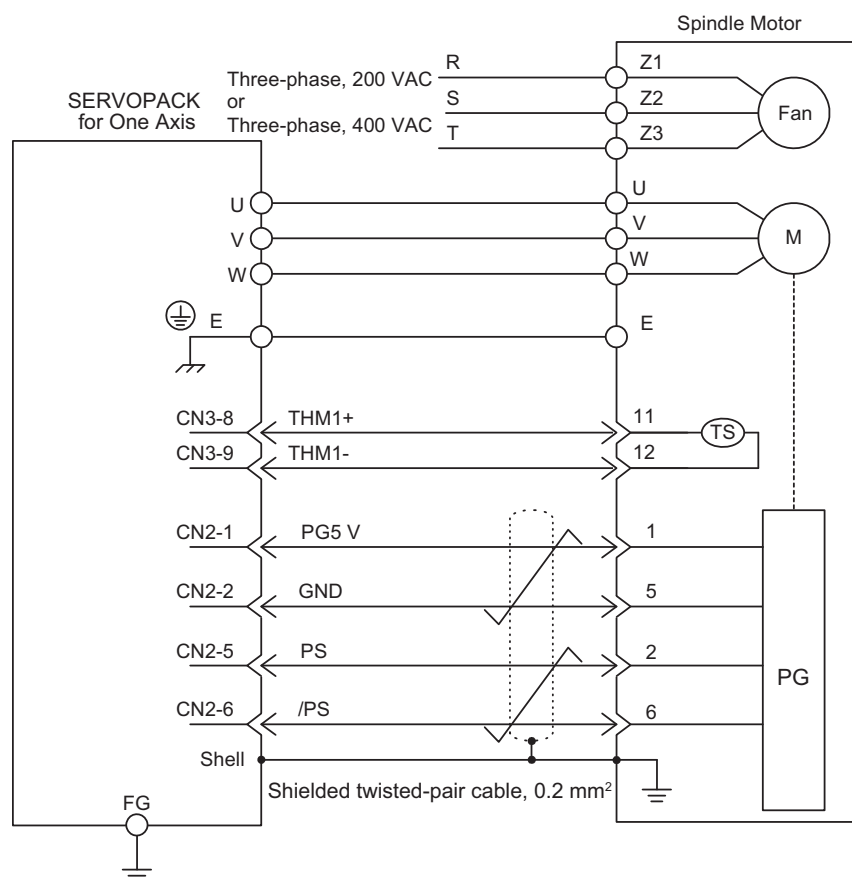 Spindle Motor
SERVOPACK
for One Axis
Three-phase, 200 VAC
or
Three-phase, 400 VAC
R
S
T
Z1
Z2
Z3
Fan
U
U
V
V
W
W
M
E
E
CN3-8
THM1+
11
TS
CN3-9
THM1-
12
CN2-1
PG5 V
1
CN2-2
GND
5
CN2-5
PS
2
PG
CN2-6
/PS
6
Shell
Shielded twisted-pair cable, 0.2 mm²
FG